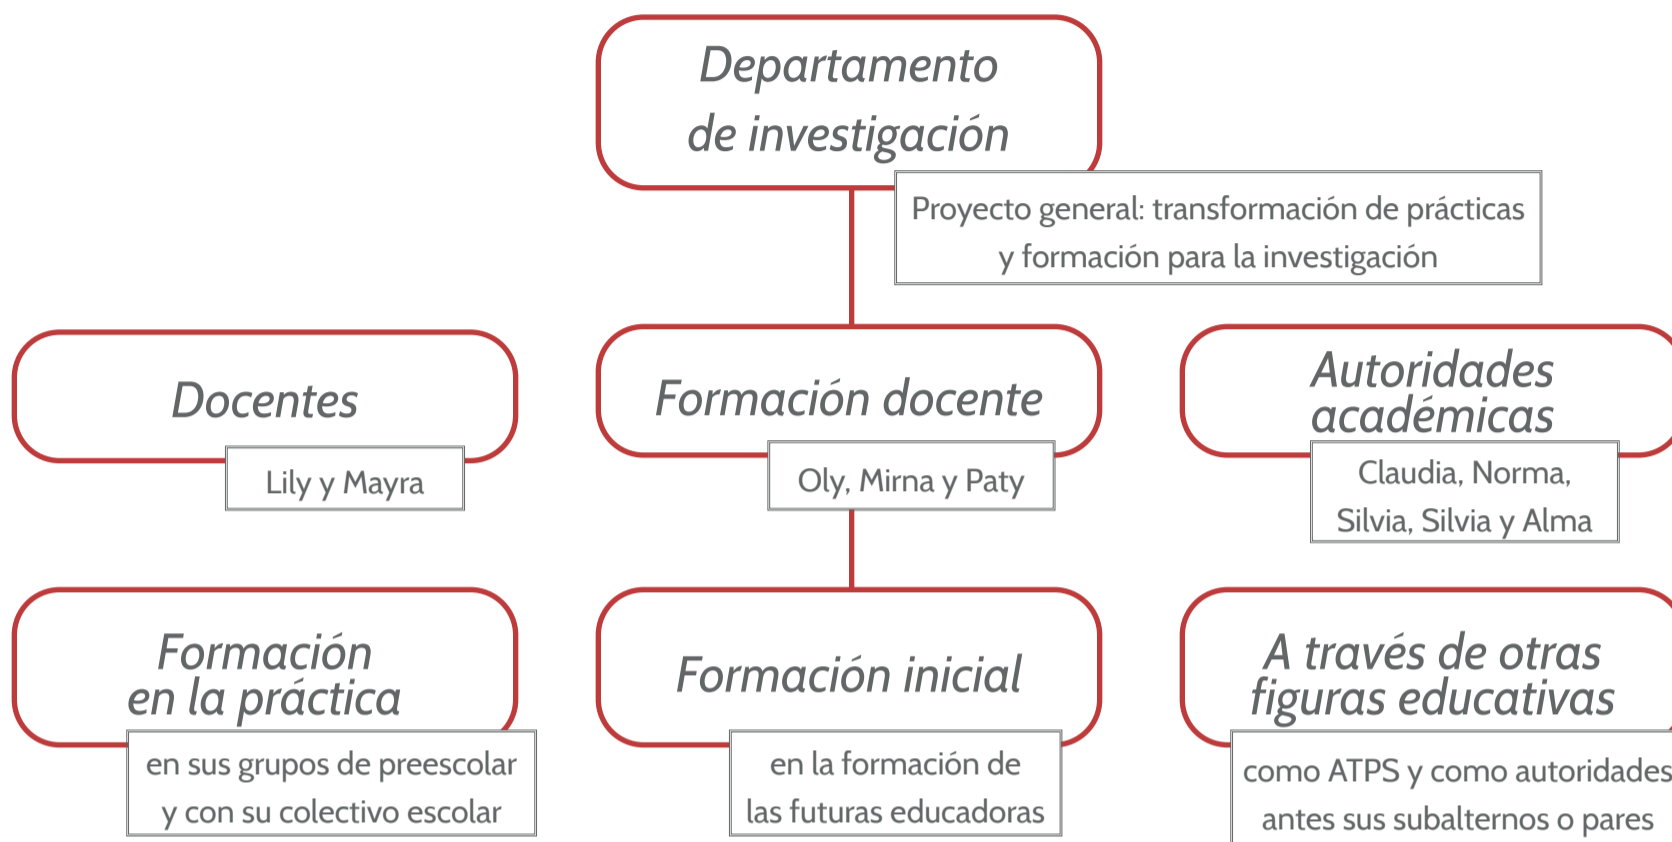 Departamento
de investigación
Proyecto general: transformación de prácticas
y formación para la investigación
Docentes
Lily y Mayra
Formación docente
Oly, Mirna y Paty
Autoridades
académicas
Claudia, Norma,
Silvia, Silvia y Alma
Formación
en la práctica
en sus grupos de preescolar
y con su colectivo escolar
Formación inicial
en la formación de
las futuras educadoras
A través de otras
figuras educativas
como ATPS y como autoridades
antes sus subalternos o pares